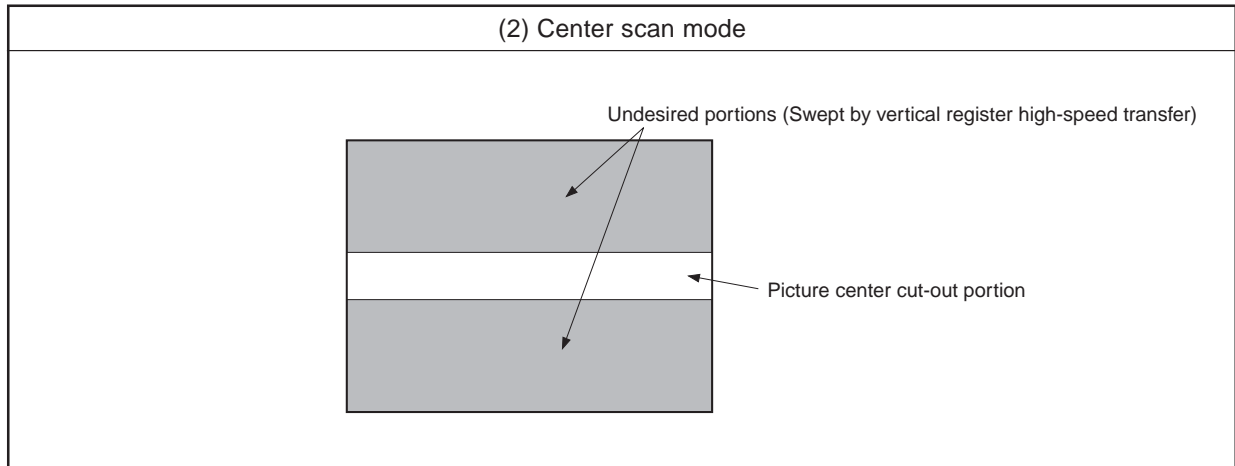 (2) Center scan mode
Undesired portions (Swept by vertical register high-speed transfer)
Picture center cut-out portion